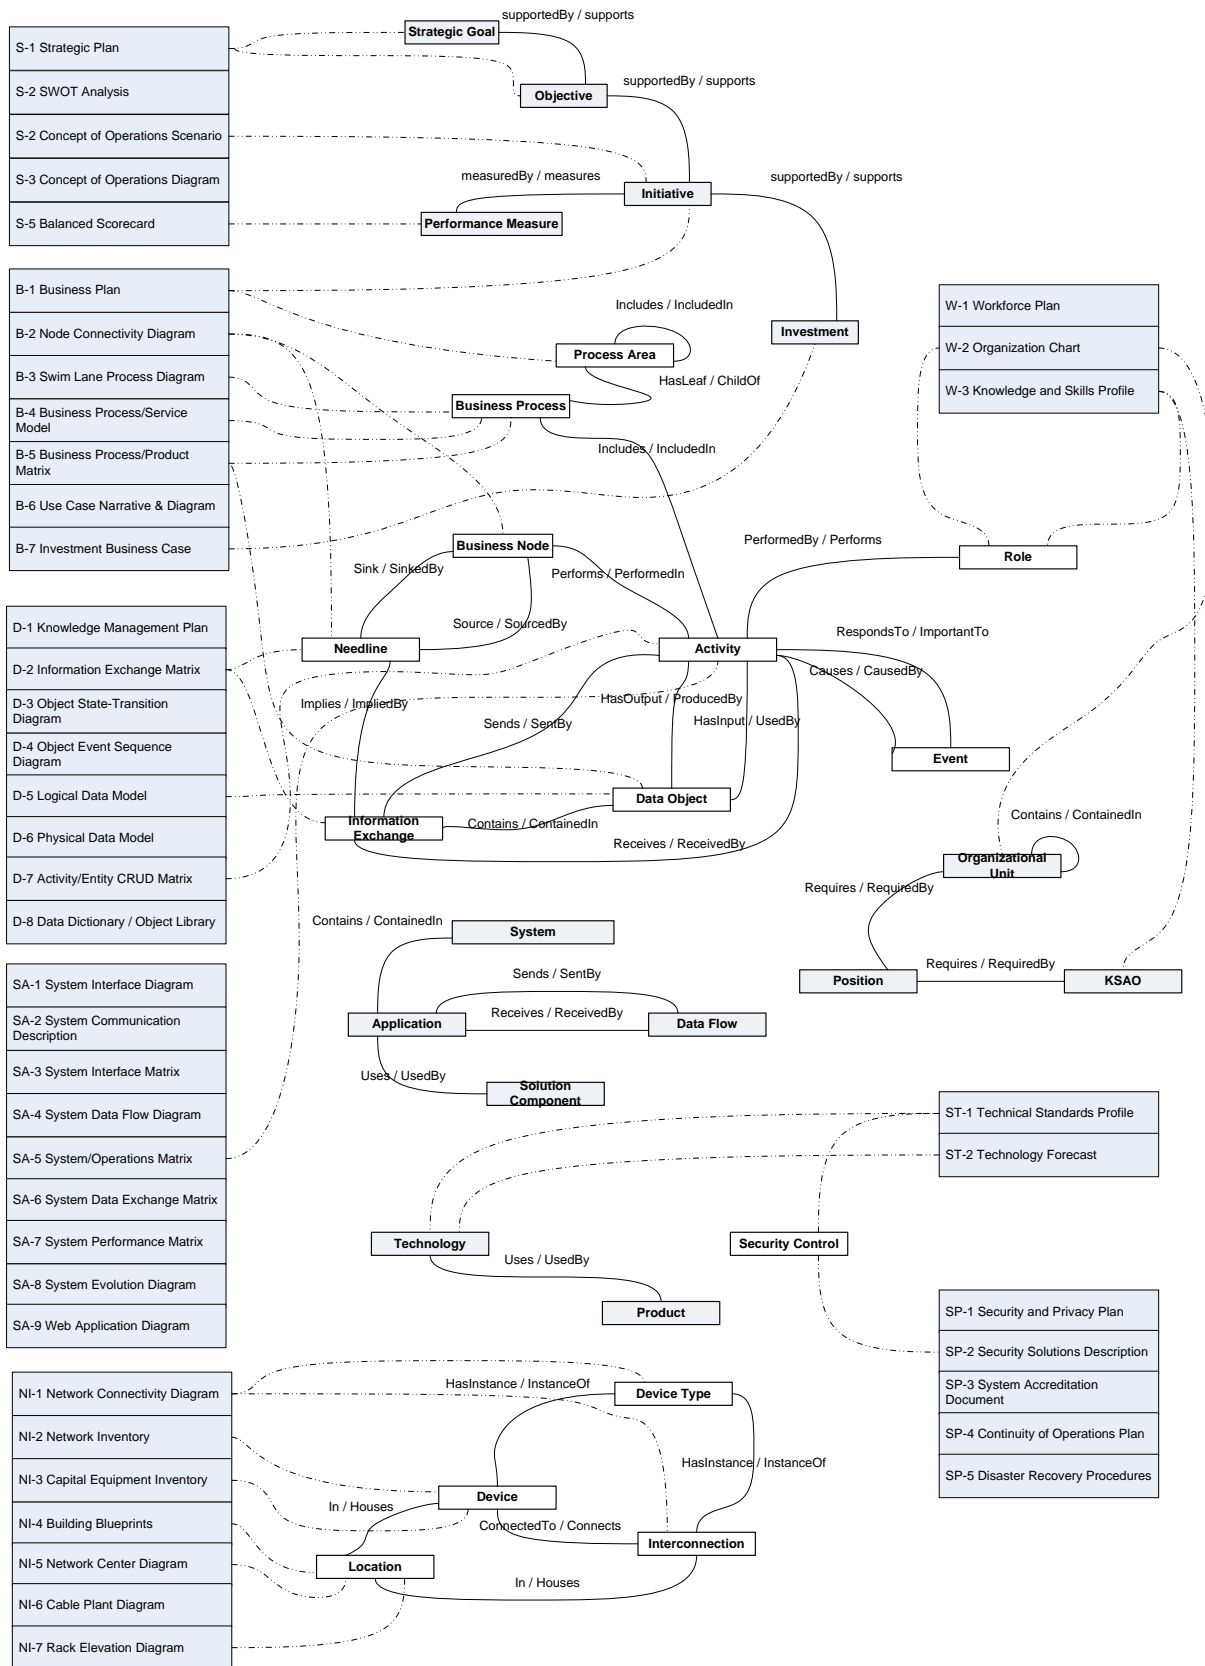 supportedBy / supports
Strategic Goal
S-1 Strategic Plan
supportedBy / supports
S-2 SWOT Analysis
Objective
S-2 Concept of Operations Scenario
measuredBy / measures
supportedBy / supports
S-3 Concept of Operations Diagram
Initiative
S-5 Balanced Scorecard
Performance Measure
B-1 Business Plan
Includes / IncludedIn
W-1 Workforce Plan
B-2 Node Connectivity Diagram
Investment
Process Area
W-2 Organization Chart
B-3 Swim Lane Process Diagram
HasLeaf / ChildOf
W-3 Knowledge and Skills Profile
Business Process
B-4 Business Process/Service
Model
Includes / IncludedIn
B-5 Business Process/Product
Matrix
B-6 Use Case Narrative & Diagram
B-7 Investment Business Case
Business Node
PerformedBy / Performs
Role
Sink / SinkedBy
Performs / PerformedIn
D-1 Knowledge Management Plan
Source / SourcedBy
RespondsTo / ImportantTo
Needline
Activity
D-2 Information Exchange Matrix
Causes / CausedBy
D-3 Object State-Transition
Diagram
Implies / ImpliedBy
HasOutput / ProducedBy
Sends / SentBy
HasInput / UsedBy
D-4 Object Event Sequence
Diagram
Event
D-5 Logical Data Model
Data Object
Information
Exchange
Contains / ContainedIn
Contains / ContainedIn
D-6 Physical Data Model
Receives / ReceivedBy
D-7 Activity/Entity CRUD Matrix
Organizational
Unit
Requires / RequiredBy
D-8 Data Dictionary / Object Library
Contains / ContainedIn
System
Requires / RequiredBy
SA-1 System Interface Diagram
Sends / SentBy
Position
KSAO
SA-2 System Communication
Description
Receives / ReceivedBy
Application
Data Flow
SA-3 System Interface Matrix
Uses / UsedBy
Solution
Component
SA-4 System Data Flow Diagram
ST-1 Technical Standards Profile
SA-5 System/Operations Matrix
ST-2 Technology Forecast
SA-6 System Data Exchange Matrix
SA-7 System Performance Matrix
Technology
Security Control
Uses / UsedBy
SA-8 System Evolution Diagram
Product
SP-1 Security and Privacy Plan
SA-9 Web Application Diagram
SP-2 Security Solutions Description
HasInstance / InstanceOf
Device Type
SP-3 System Accreditation
Document
NI-1 Network Connectivity Diagram
NI-2 Network Inventory
SP-4 Continuity of Operations Plan
HasInstance / InstanceOf
NI-3 Capital Equipment Inventory
SP-5 Disaster Recovery Procedures
Device
In / Houses
NI-4 Building Blueprints
ConnectedTo / Connects
Interconnection
NI-5 Network Center Diagram
Location
In / Houses
NI-6 Cable Plant Diagram
NI-7 Rack Elevation Diagram